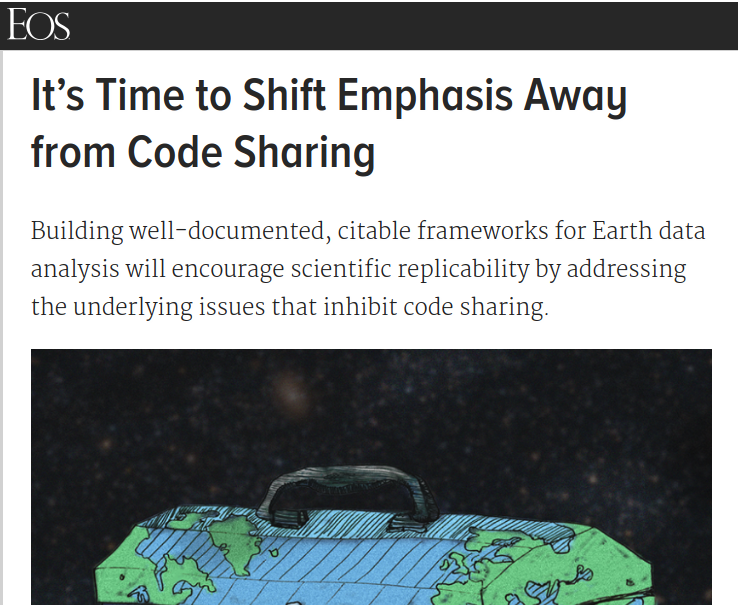 Eos
It's Time to Shift Emphasis Away
from Code Sharing
Building well-documented, citable frameworks for Earth data
analysis will encourage scientific replicability by addressing
the underlying issues that inhibit code sharing.